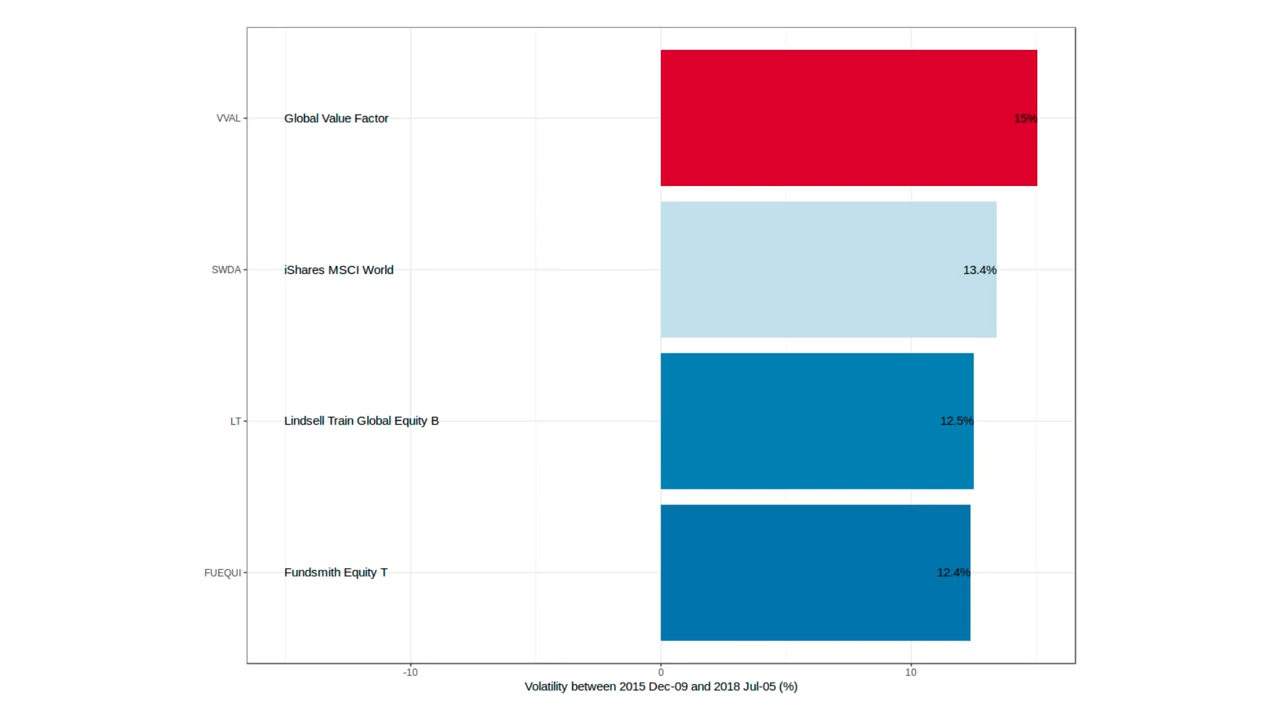 VVAL Global Value Factor 15%
SWDA iShares MSCI World 13.4%
LT Lindsell Train Global Equity B 12.5%
FUEQUI Fundsmith Equity T 12.4%
-10 0 10
Volatility between 2015 Dec-09 and 2018 Jul-05 (%)